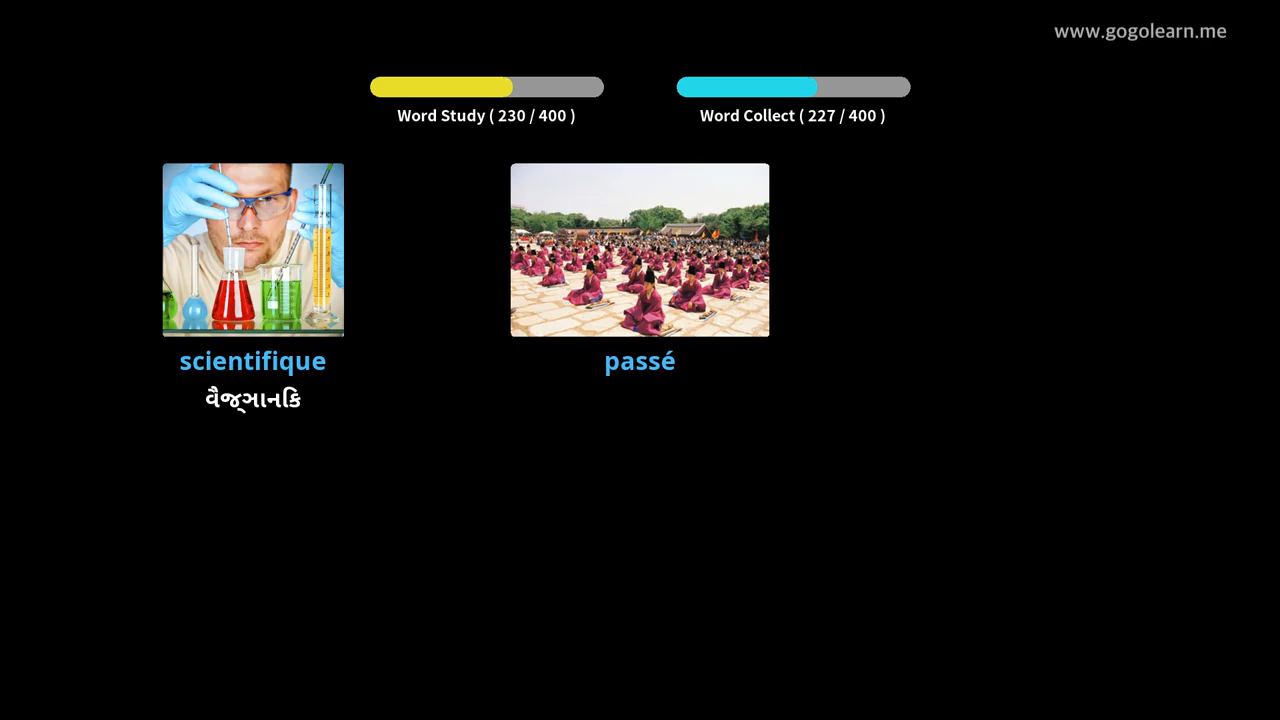 www.gogolearn.me
Word Study ( 230 / 400 )
Word Collect ( 227 / 400 )
scientifique
વૈજ્ઞાનિક
passé